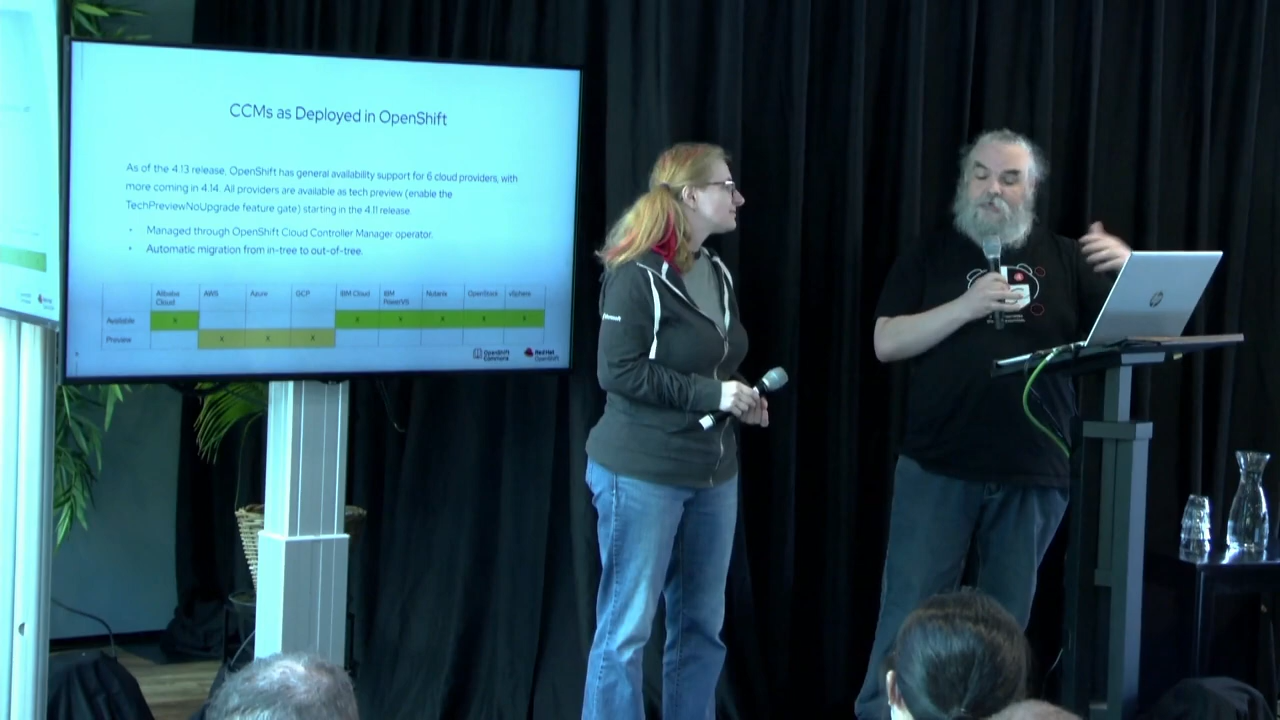 CCMs as Deployed in OpenShift
As of the 4.13 release, OpenShift has general availability support for 6 cloud providers, with
more coming in 4.14. All providers are available as tech preview (enable the
TechPreviewNoUpgrade feature gate) starting in the 4.11 release.
• Managed through OpenShift Cloud Controller Manager operator.
• Automatic migration from in-tree to out-of-tree.
Alibaba Cloud AWS Azure GCP IBM Cloud IBM PowerVS Nutanix OpenStack vSphere
Available X X X X X X
Preview X X X
OpenShift Commons
Red Hat OpenShift
Microsoft
hp